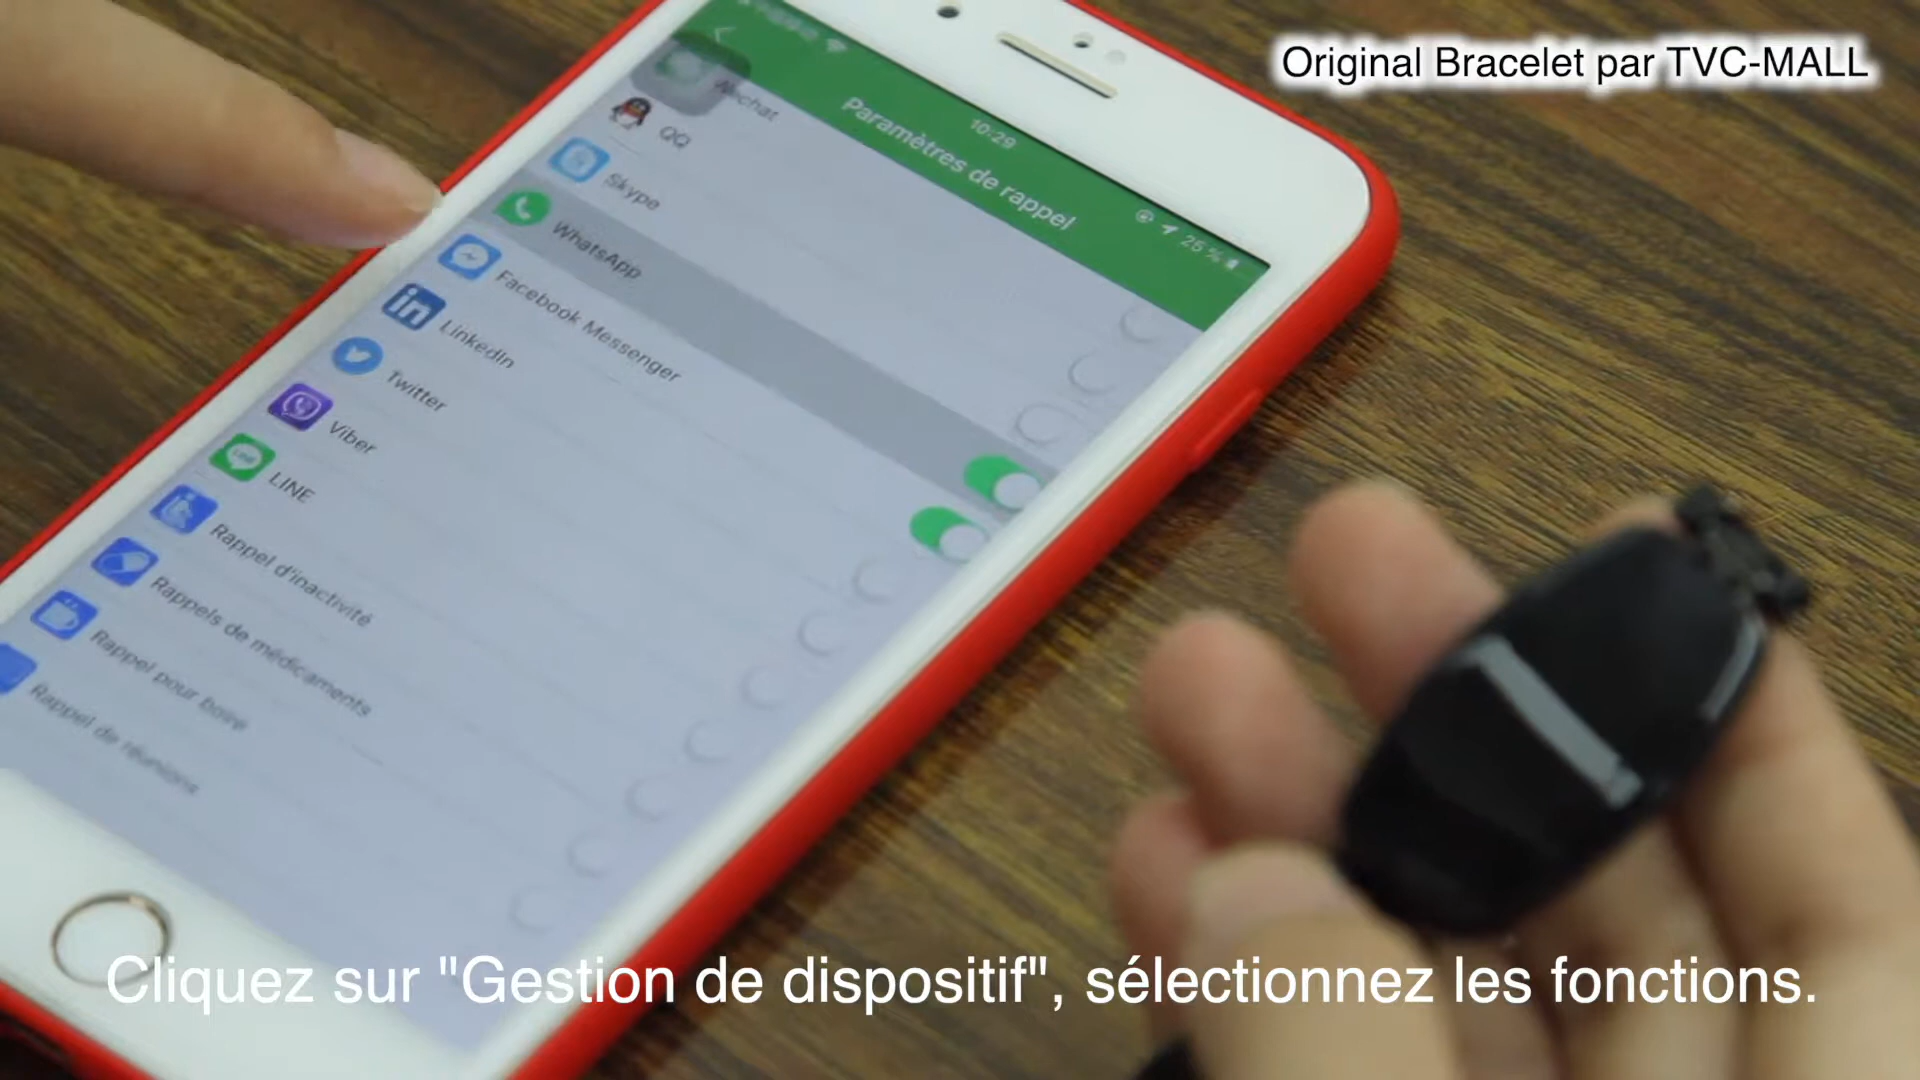 Original Bracelet par TVC-MALL
10:29
25 %
Paramètres de rappel
QQ
Skype
WhatsApp
Facebook Messenger
LinkedIn
Twitter
Viber
LINE
Rappel d'inactivité
Rappels de médicaments
Rappel pour boire
Rappel de réunions
Cliquez sur "Gestion de dispositif", sélectionnez les fonctions.